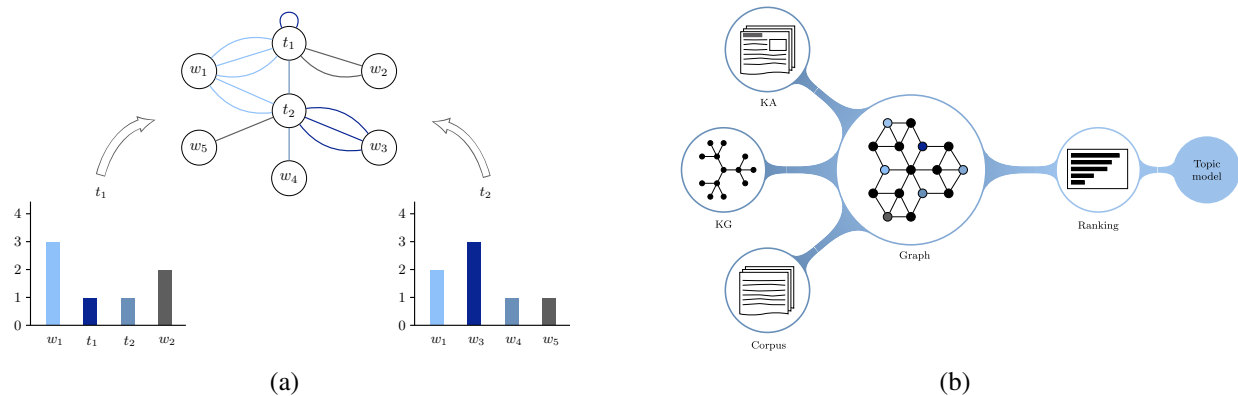 t₁
w₁
w₂
t₂
w₅
w₃
w₄
t₁
t₂
4
3
2
1
0
w₁ t₁ t₂ w₂
4
3
2
1
0
w₁ w₃ w₄ w₅
(a)
KA
KG
Corpus
Graph
Ranking
Topic
model
(b)